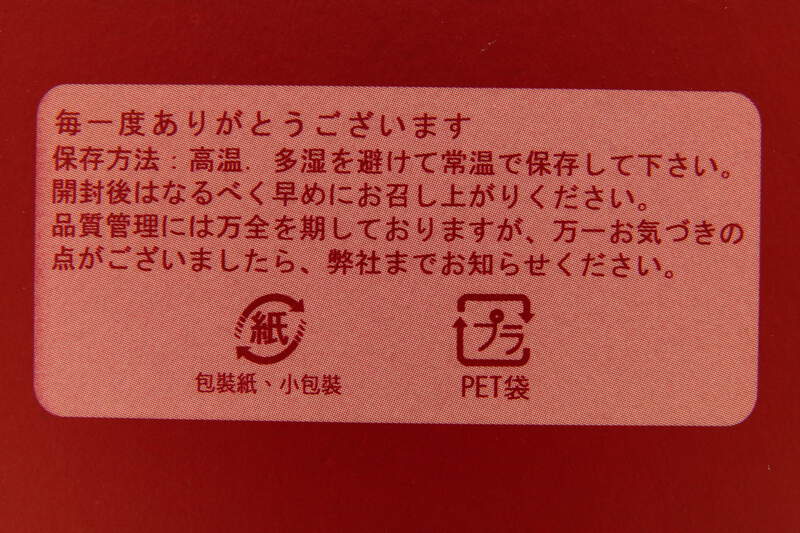 毎一度ありがとうございます
保存方法：高温．多湿を避けて常温で保存して下さい。
開封後はなるべく早めにお召し上がりください。
品質管理には万全を期しておりますが、万一お気づきの
点がございましたら、弊社までお知らせください。
紙
プラ
包裝紙、小包裝
PET袋